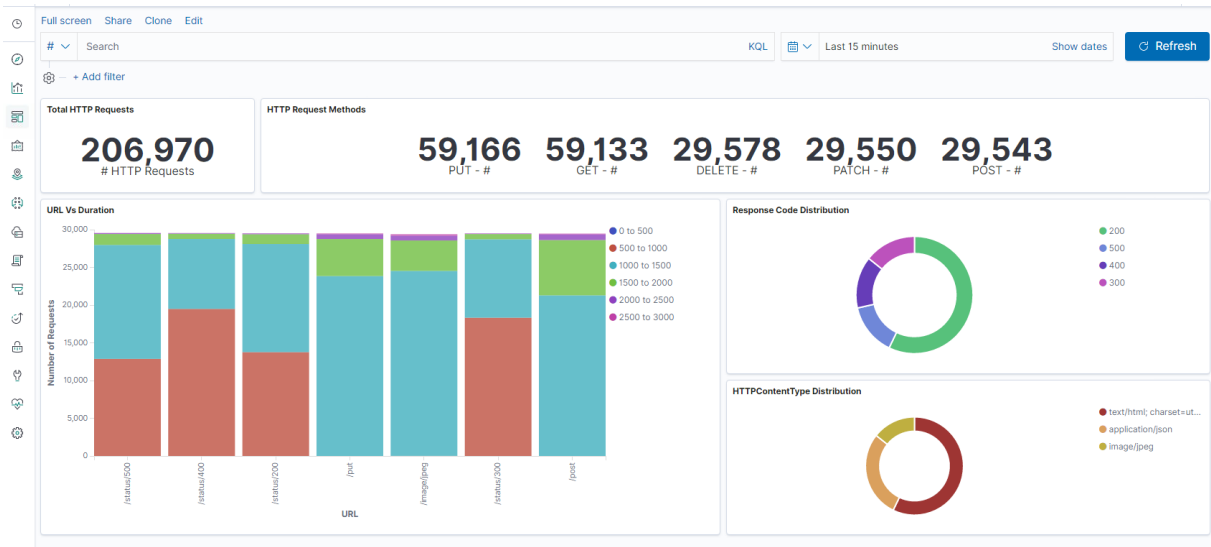 Full screen Share Clone Edit
# Search KQL Last 15 minutes Show dates Refresh
+ Add filter
Total HTTP Requests
206,970
# HTTP Requests
HTTP Request Methods
59,166 59,133 29,578 29,550 29,543
PUT - # GET - # DELETE - # PATCH - # POST - #
URL Vs Duration
30,000
25,000
20,000
15,000
10,000
5,000
0
Number of Requests
/status/500
/status/400
/status/200
/put
/image/jpeg
/status/300
/post
URL
0 to 500
500 to 1000
1000 to 1500
1500 to 2000
2000 to 2500
2500 to 3000
Response Code Distribution
200
500
400
300
HTTPContentType Distribution
text/html; charset=ut...
application/json
image/jpeg